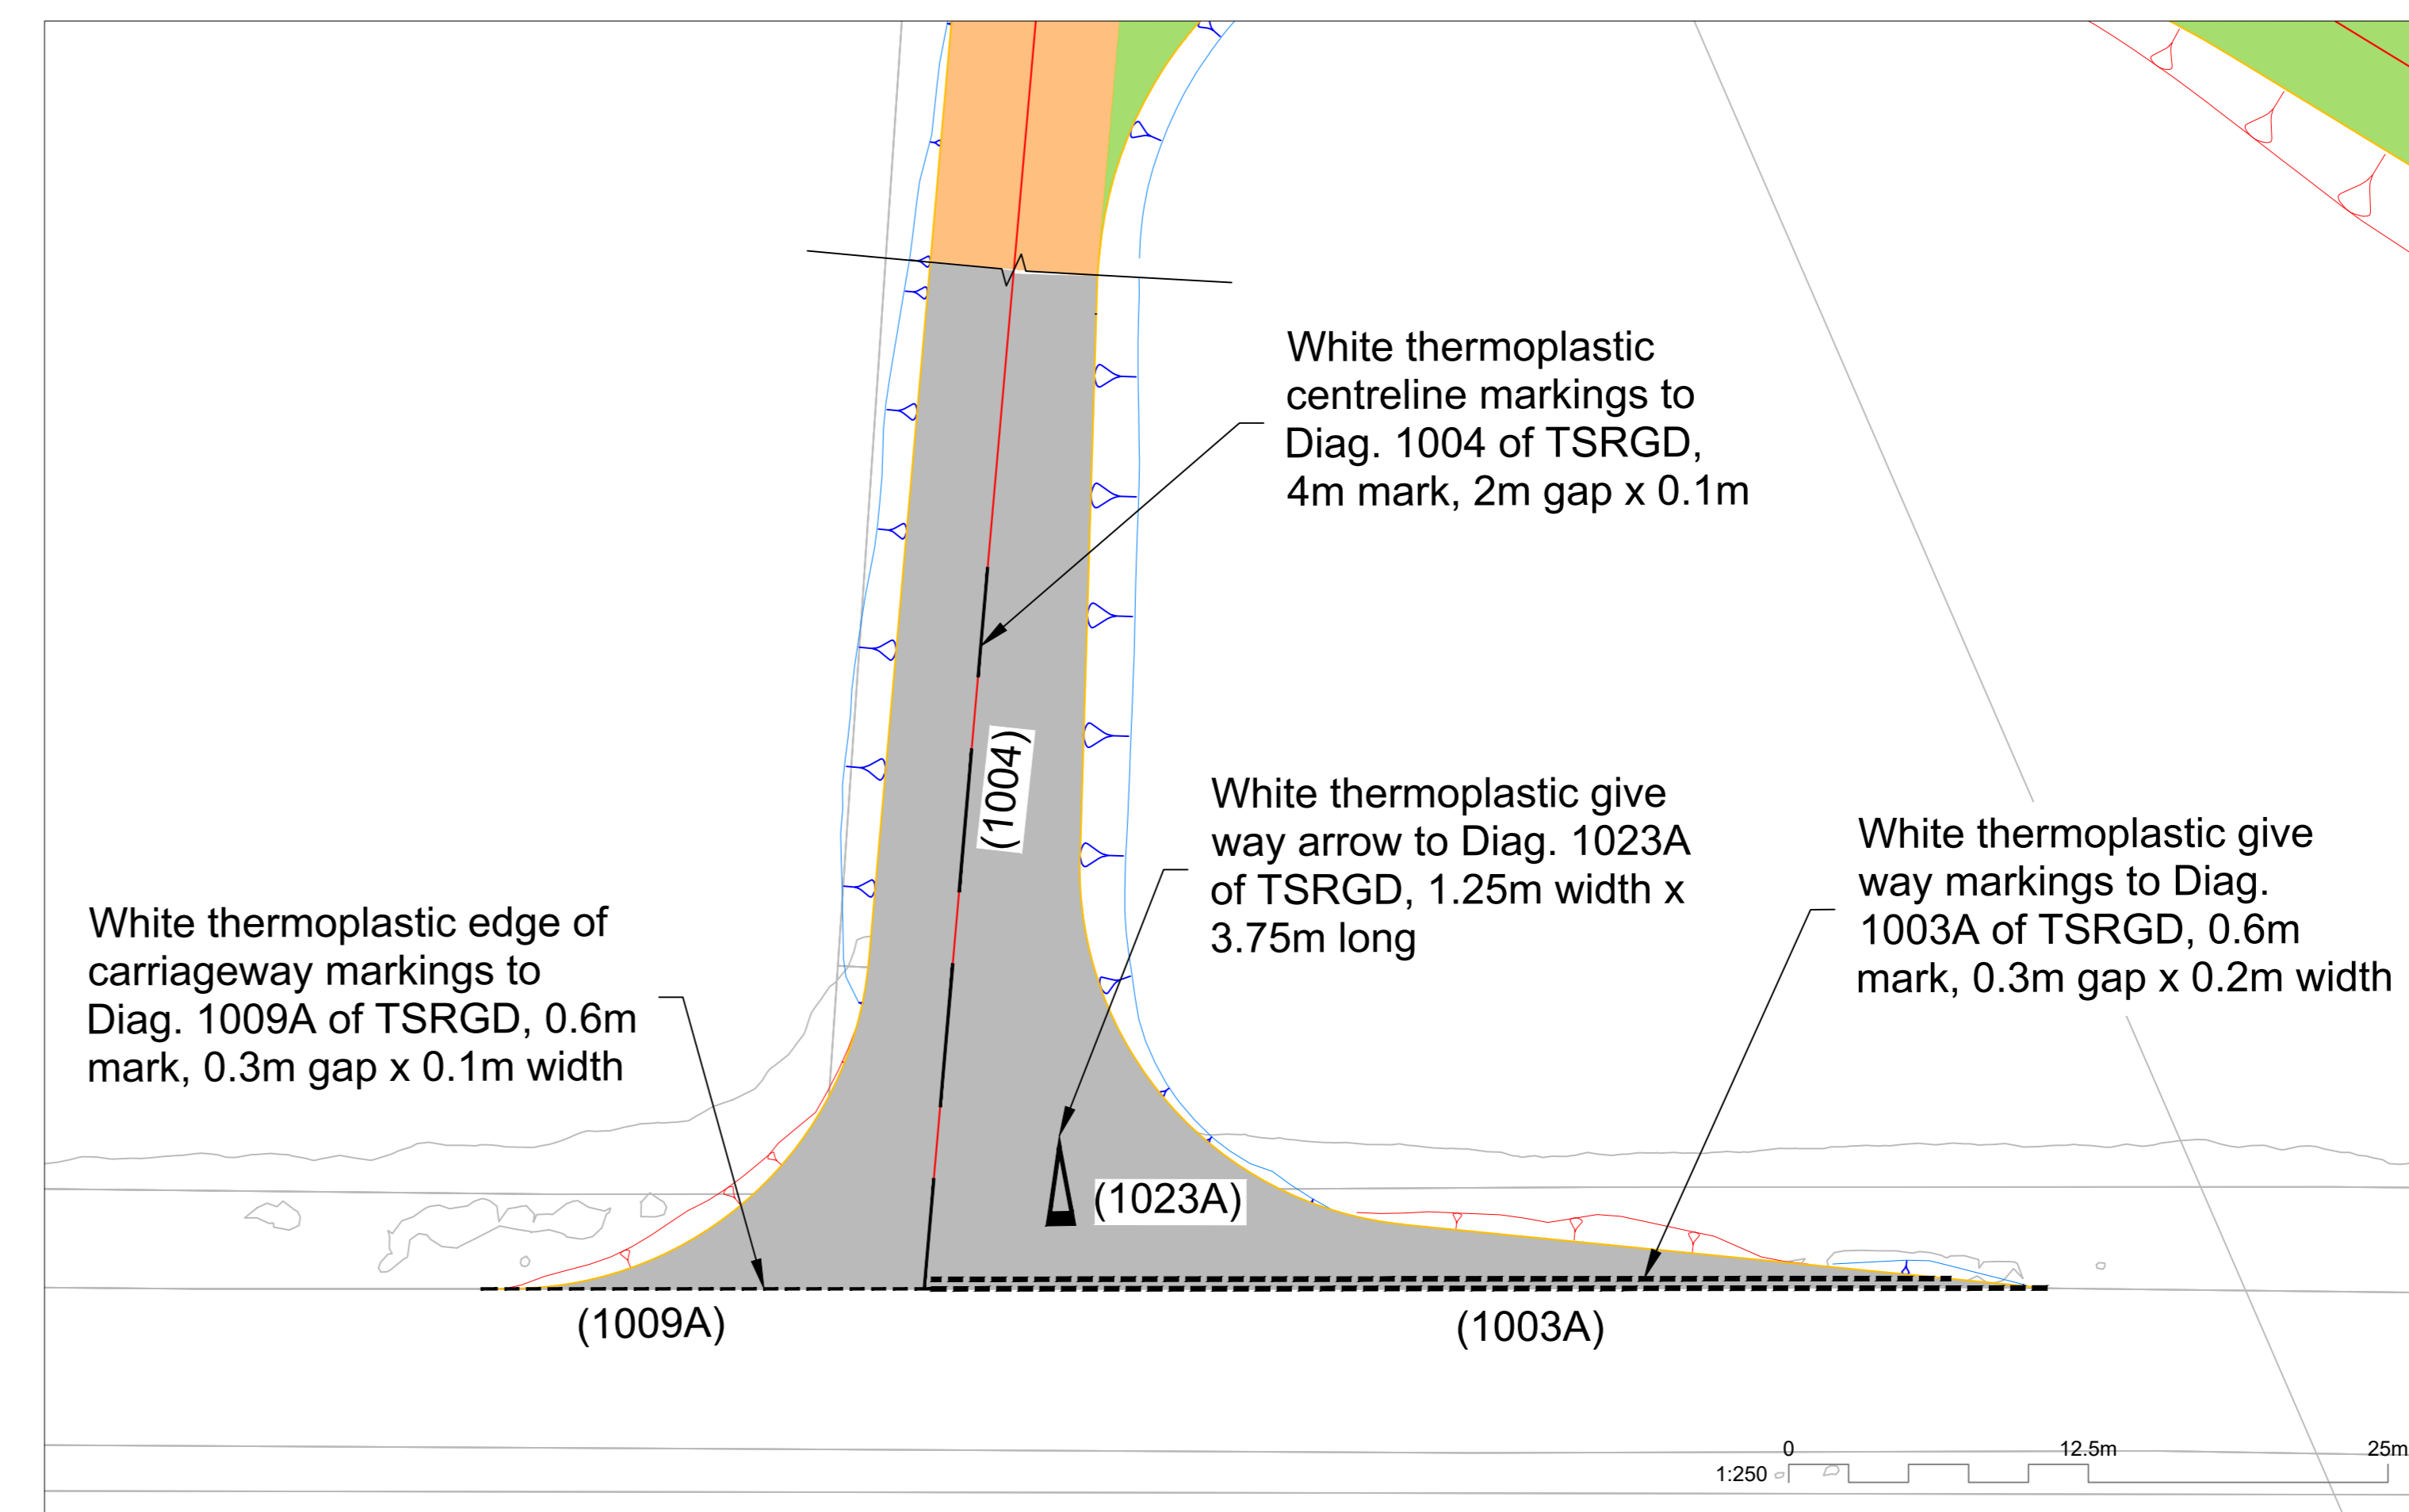 White thermoplastic
centreline markings to
Diag. 1004 of TSRGD,
4m mark, 2m gap x 0.1m
(1004)
White thermoplastic give
way arrow to Diag. 1023A
of TSRGD, 1.25m width x
3.75m long
White thermoplastic give
way markings to Diag.
1003A of TSRGD, 0.6m
mark, 0.3m gap x 0.2m width
White thermoplastic edge of
carriageway markings to
Diag. 1009A of TSRGD, 0.6m
mark, 0.3m gap x 0.1m width
(1023A)
(1009A)
(1003A)
0
12.5m
25m
1:250